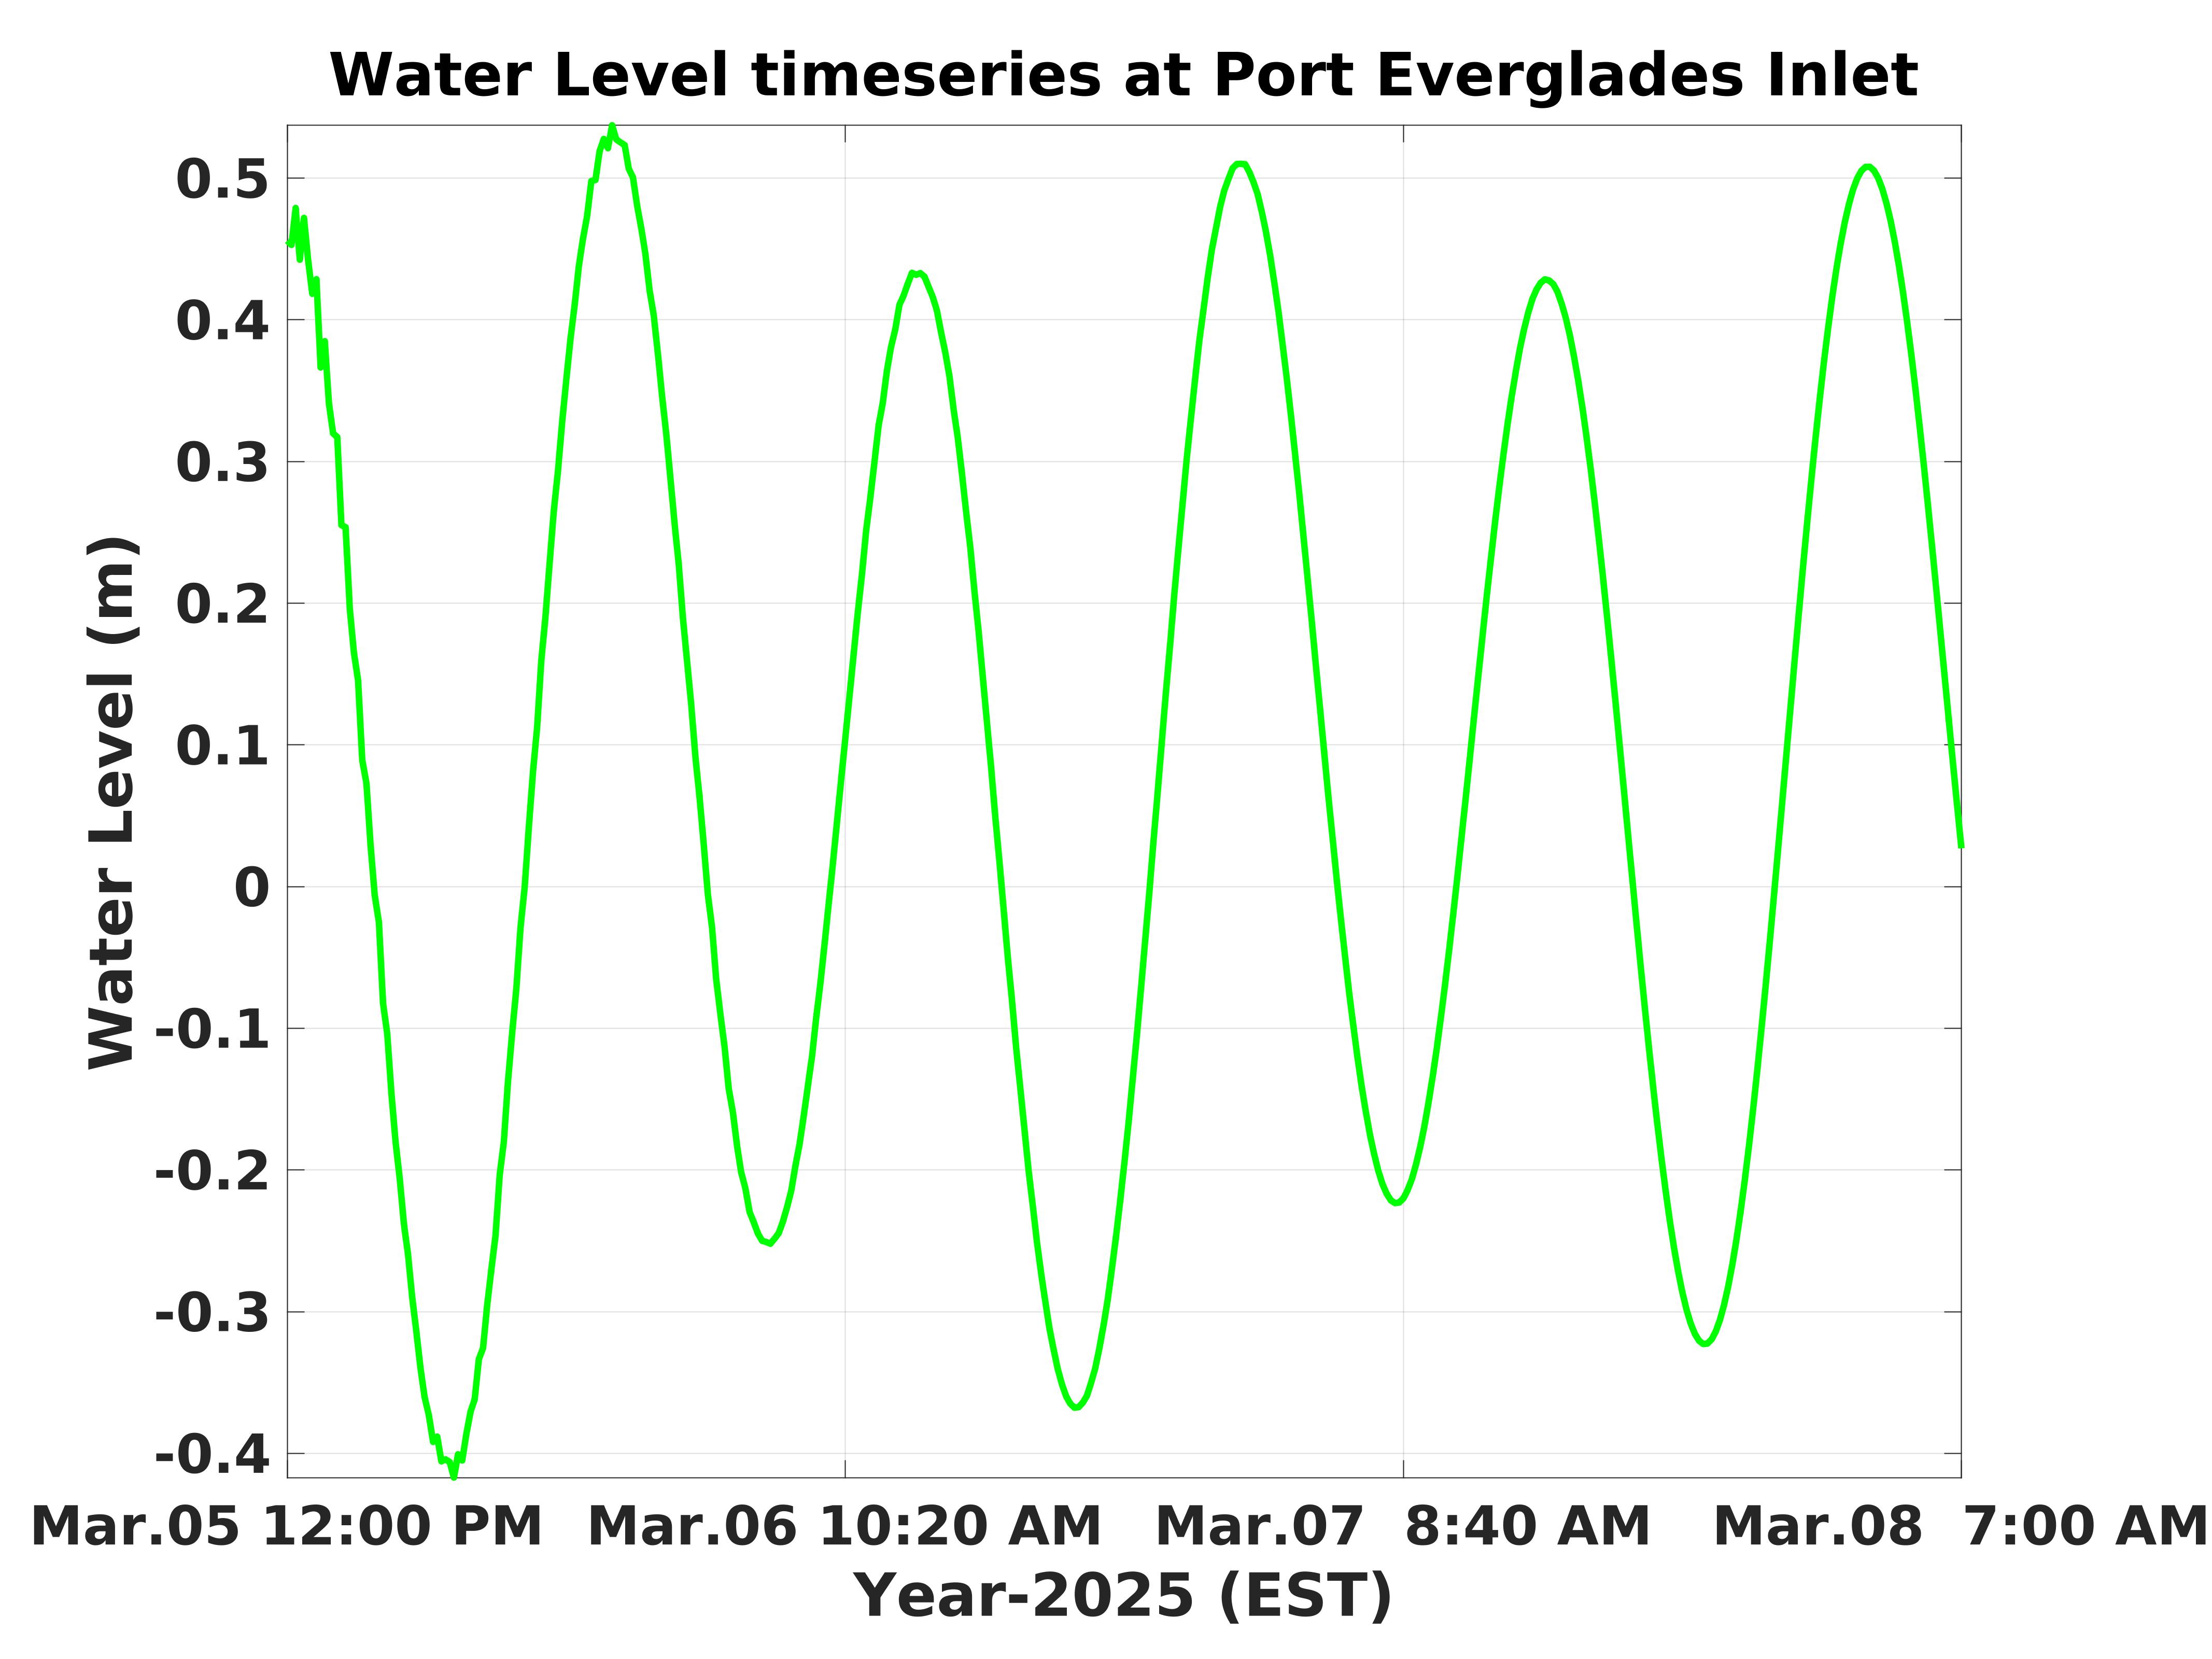 Water Level timeseries at Port Everglades Inlet
0.5
0.4
0.3
0.2
0.1
0
-0.1
-0.2
-0.3
-0.4
Water Level (m)
Mar.05 12:00 PM Mar.06 10:20 AM Mar.07 8:40 AM Mar.08 7:00 AM
Year-2025 (EST)